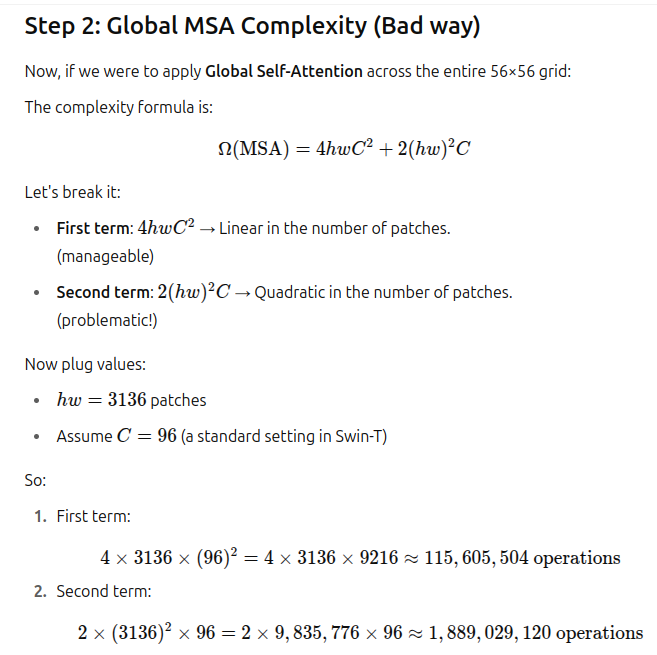 Step 2: Global MSA Complexity (Bad way)
Now, if we were to apply Global Self-Attention across the entire 56×56 grid:
The complexity formula is:
Ω(MSA) = 4hwC² + 2(hw)²C
Let's break it:
• First term: 4hwC² → Linear in the number of patches.
(manageable)
• Second term: 2(hw)²C → Quadratic in the number of patches.
(problematic!)
Now plug values:
• hw = 3136 patches
• Assume C = 96 (a standard setting in Swin-T)
So:
1. First term:
4 × 3136 × (96)² = 4 × 3136 × 9216 ≈ 115, 605, 504 operations
2. Second term:
2 × (3136)² × 96 = 2 × 9, 835, 776 × 96 ≈ 1, 889, 029, 120 operations